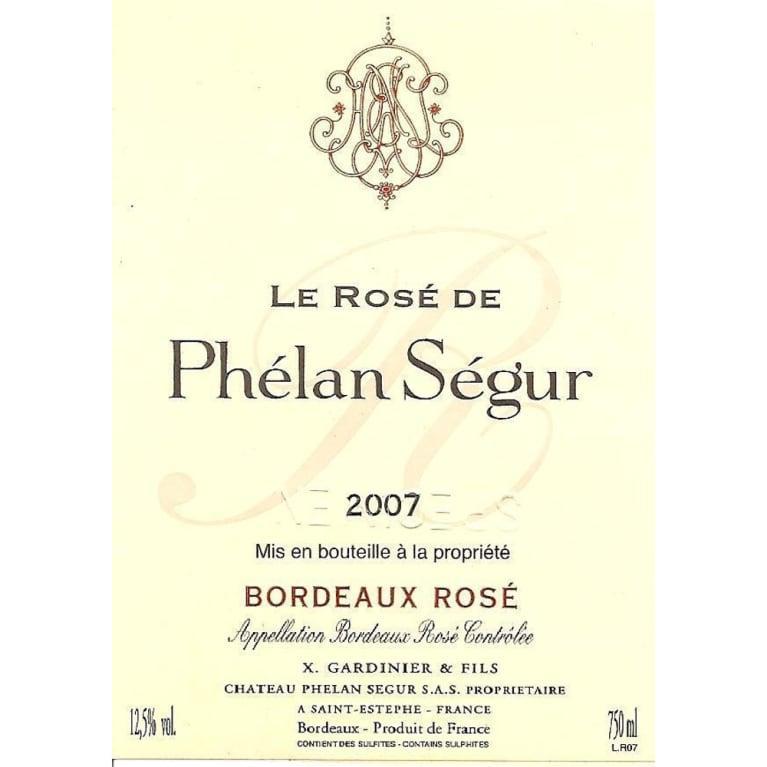 LE ROSÉ DE
Phélan Ségur
2007
Mis en bouteille à la propriété
BORDEAUX ROSÉ
Appellation Bordeaux Rosé Contrôlée
X. GARDINIER & FILS
CHATEAU PHELAN SEGUR S.A.S. PROPRIETAIRE
A SAINT-ESTEPHE - FRANCE
12,5% vol. Bordeaux - Produit de France 750 ml
CONTIENT DES SULFITES - CONTAINS SULPHITES L.R07